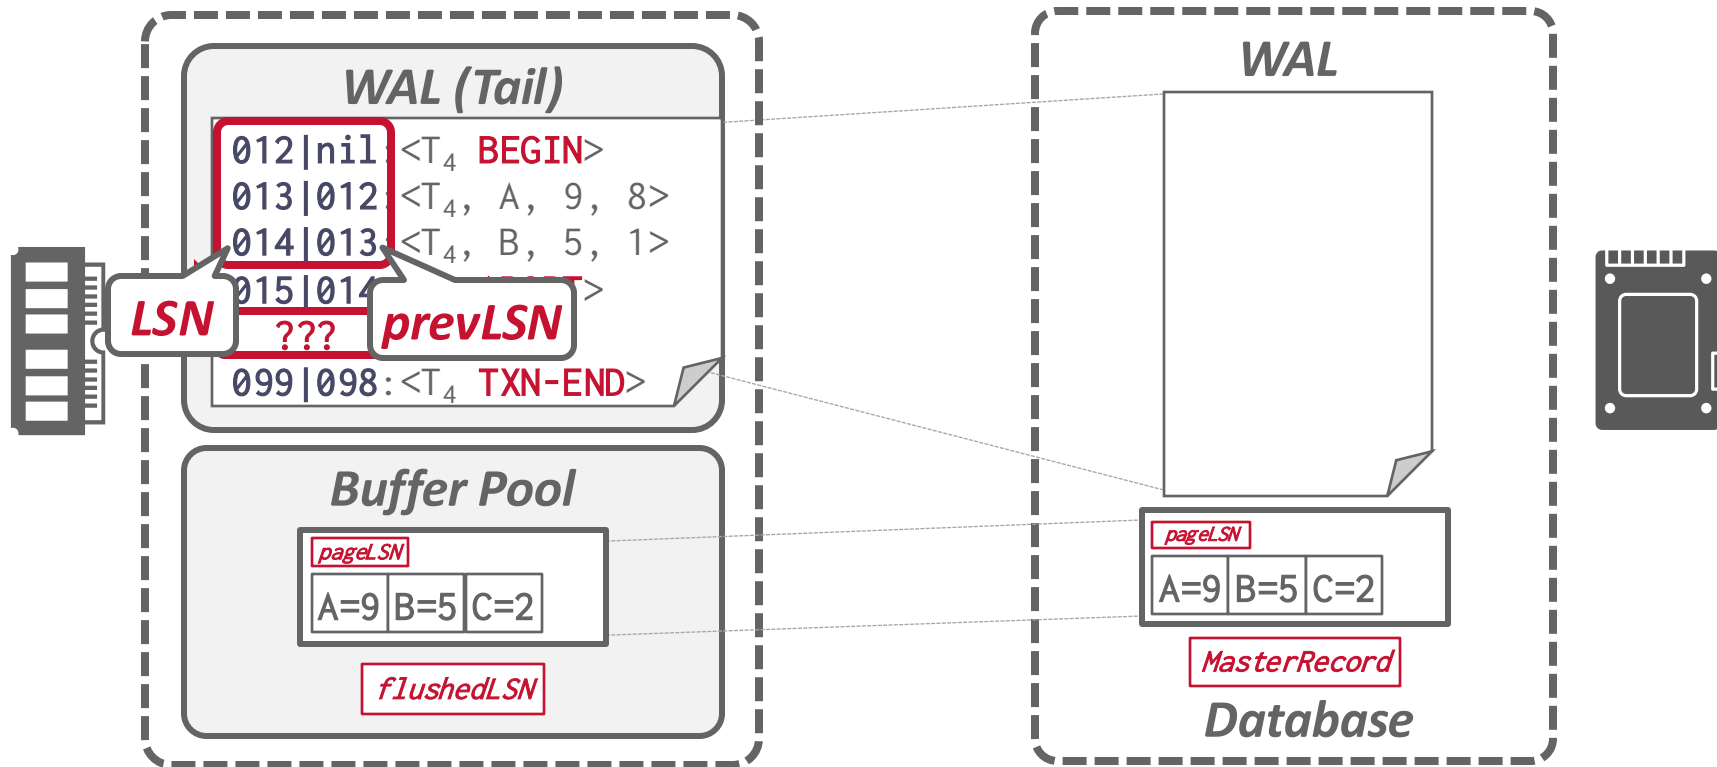 WAL (Tail)
012|nil:<T4 BEGIN>
013|012:<T4, A, 9, 8>
014|013:<T4, B, 5, 1>
015|014 >
LSN
prevLSN
???
099|098:<T4 TXN-END>
Buffer Pool
pageLSN
A=9 B=5 C=2
flushedLSN
WAL
pageLSN
A=9 B=5 C=2
MasterRecord
Database